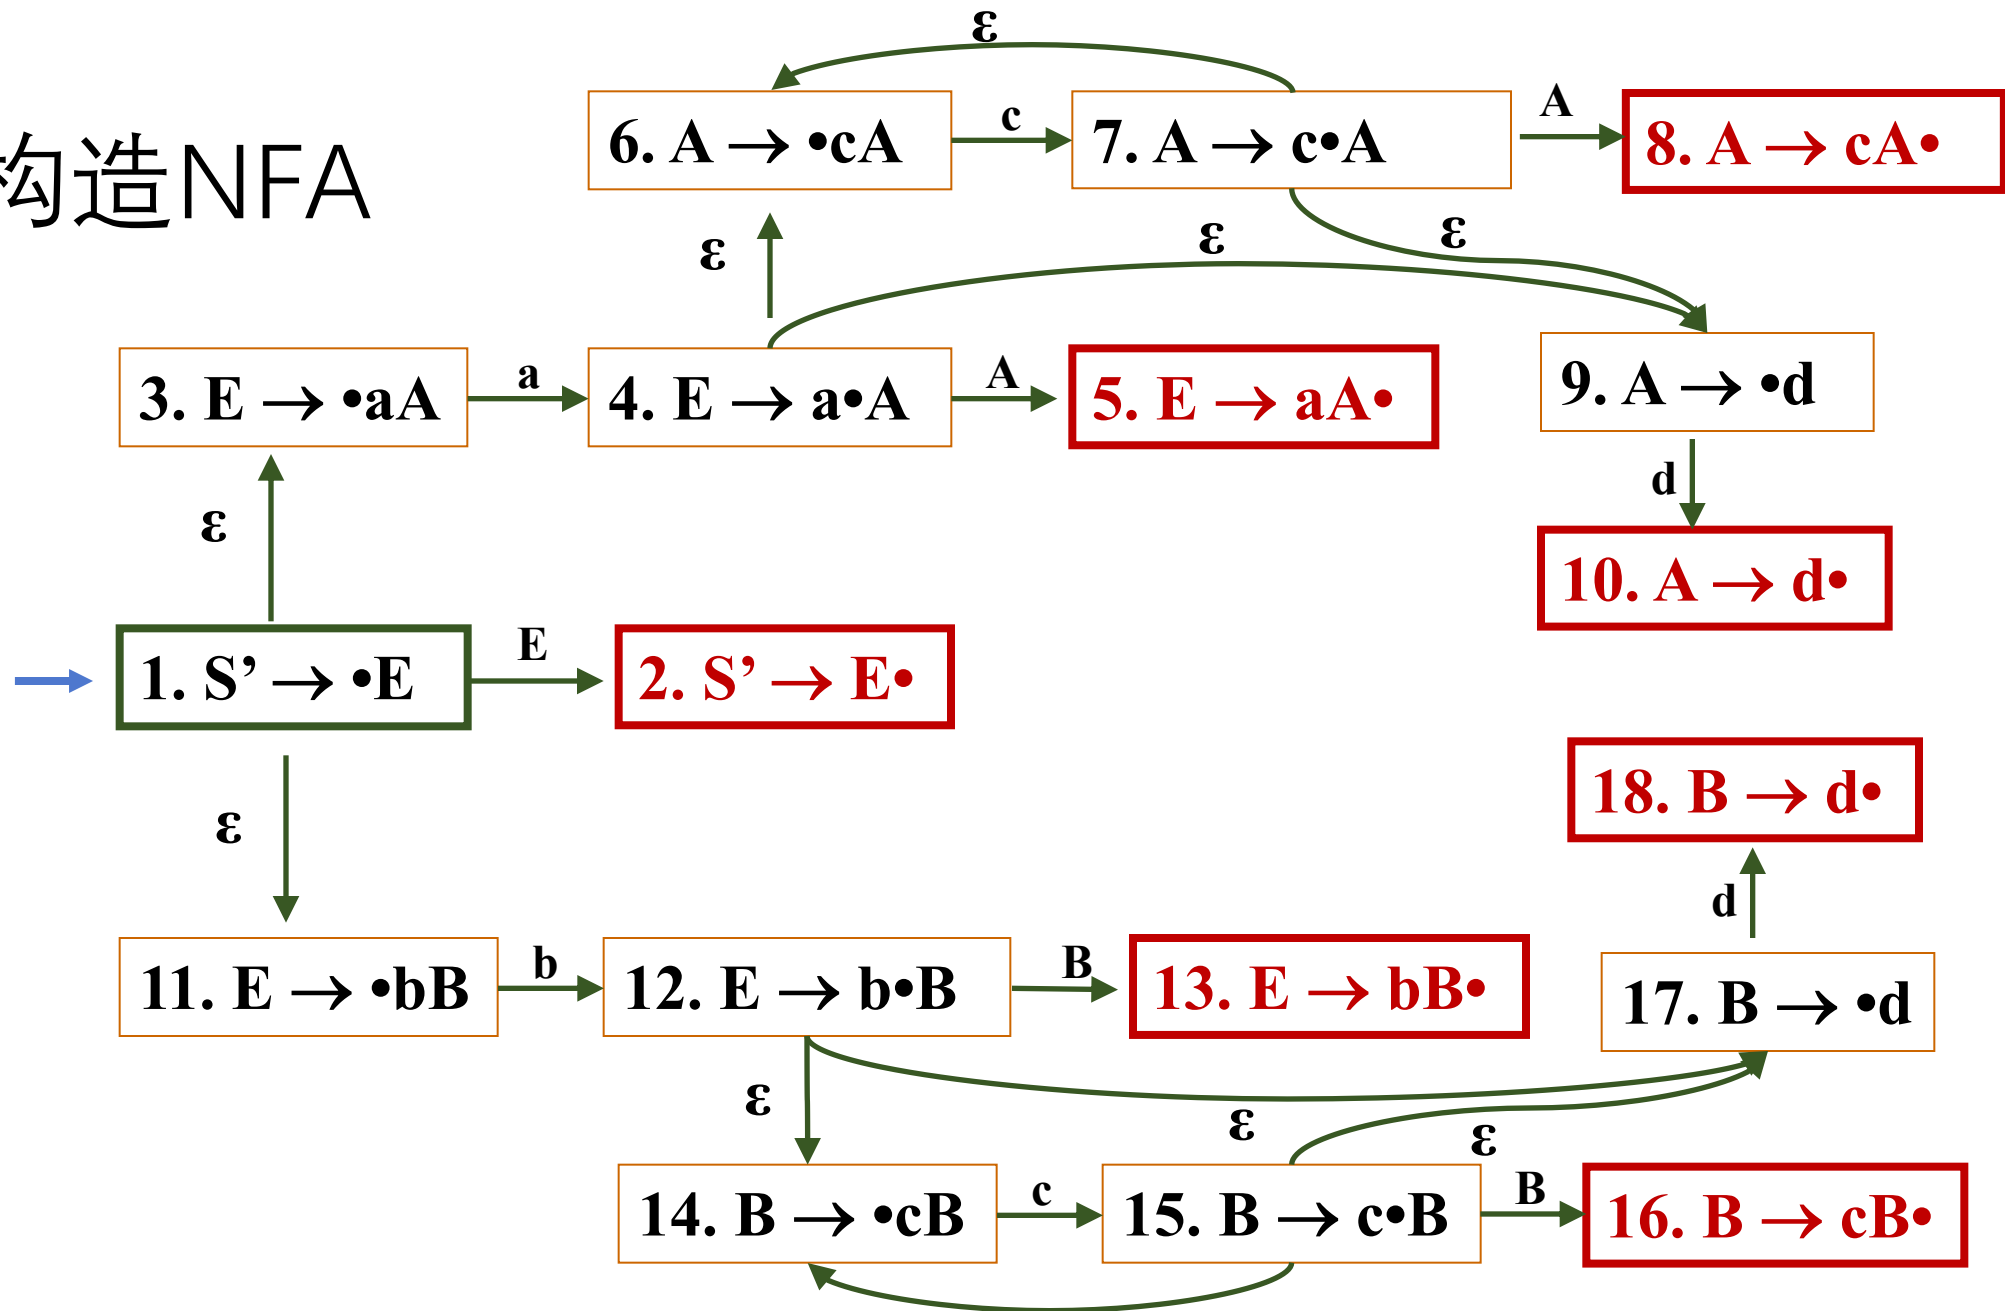 ε
构造NFA
6. A → •cA
c
7. A → c•A
A
8. A → cA•
ε
ε
ε
3. E → •aA
a
4. E → a•A
A
5. E → aA•
9. A → •d
ε
d
10. A → d•
1. S’ → •E
E
2. S’ → E•
ε
18. B → d•
d
11. E → •bB
b
12. E → b•B
B
13. E → bB•
17. B → •d
ε
ε
ε
14. B → •cB
c
15. B → c•B
B
16. B → cB•